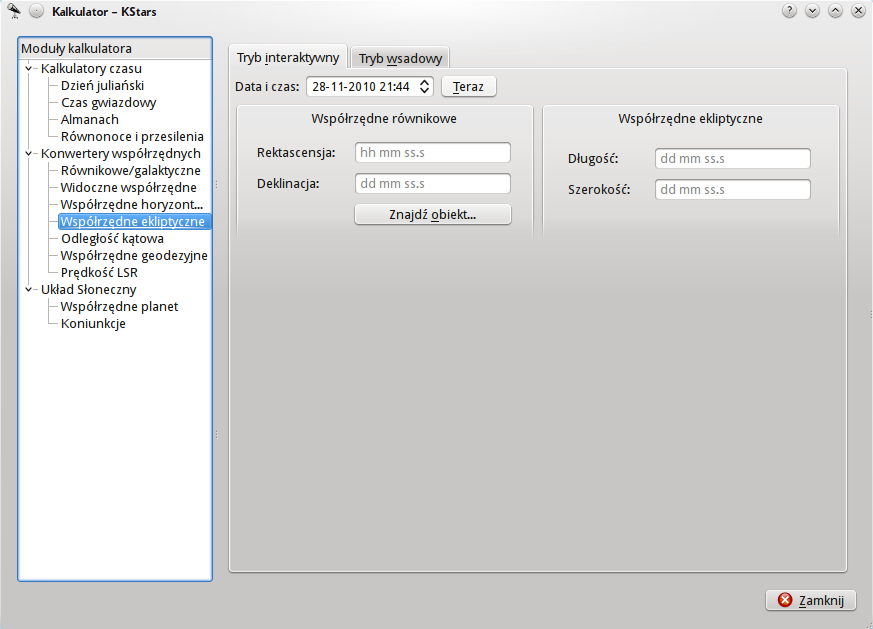 Kalkulator – KStars
Moduły kalkulatora
Kalkulatory czasu
Dzień juliański
Czas gwiazdowy
Almanach
Równonoce i przesilenia
Konwertery współrzędnych
Równikowe/galaktyczne
Widoczne współrzędne
Współrzędne horyzont...
Współrzędne ekliptyczne
Odległość kątowa
Współrzędne geodezyjne
Prędkość LSR
Układ Słoneczny
Współrzędne planet
Koniunkcje
Tryb interaktywny Tryb wsadowy
Data i czas: 28-11-2010 21:44 Teraz
Współrzędne równikowe
Rektascensja: hh mm ss.s
Deklinacja: dd mm ss.s
Znajdź obiekt...
Współrzędne ekliptyczne
Długość: dd mm ss.s
Szerokość: dd mm ss.s
Zamknij